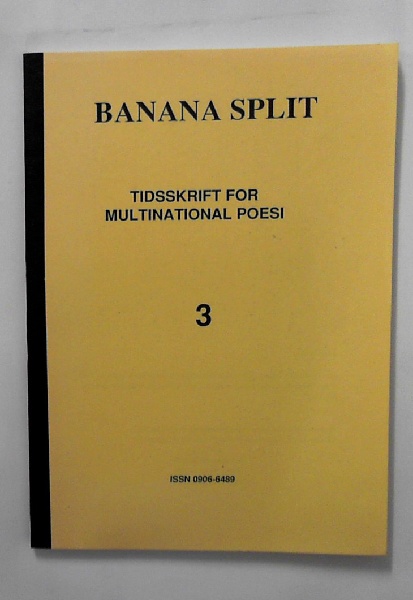 BANANA SPLIT
TIDSSKRIFT FOR
MULTINATIONAL POESI
3
ISSN 0906-6489